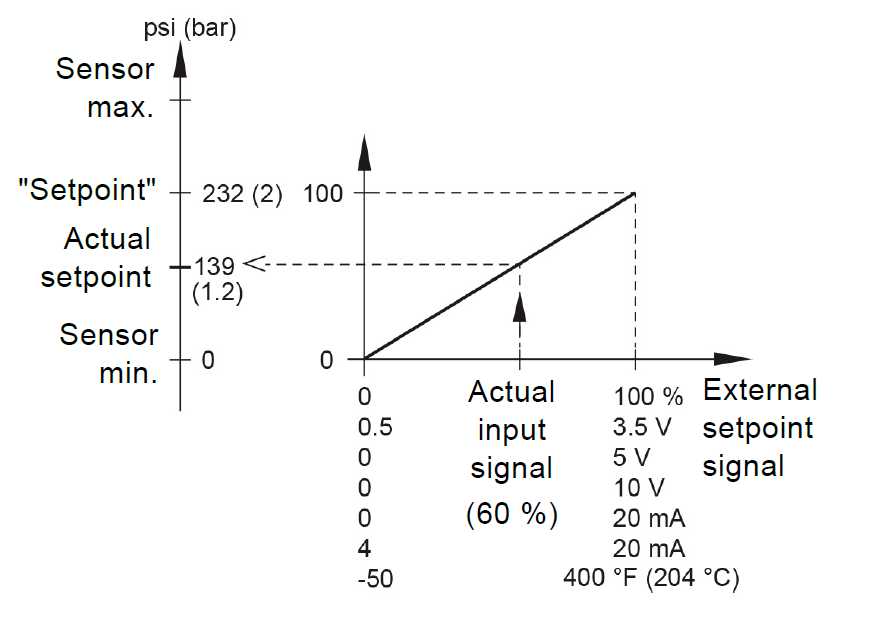 psi (bar)
Sensor
max.
"Setpoint" 232 (2) 100
Actual
setpoint
139
(1.2)
Sensor
min.
0 0
0 Actual 100 % External
0.5 input 3.5 V setpoint
0 signal 5 V signal
0 (60 %) 10 V
0 20 mA
4 20 mA
-50 400 °F (204 °C)